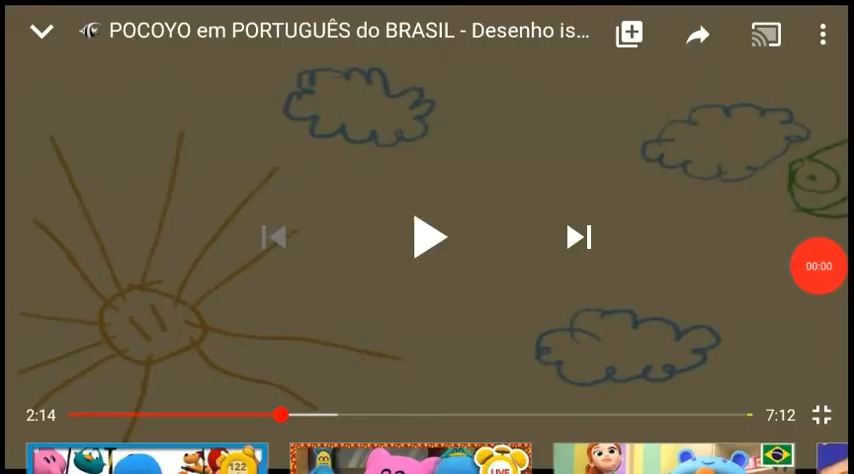 POCOYO em PORTUGUÊS do BRASIL - Desenho is...
00:00
2:14
7:12
122
LIVE